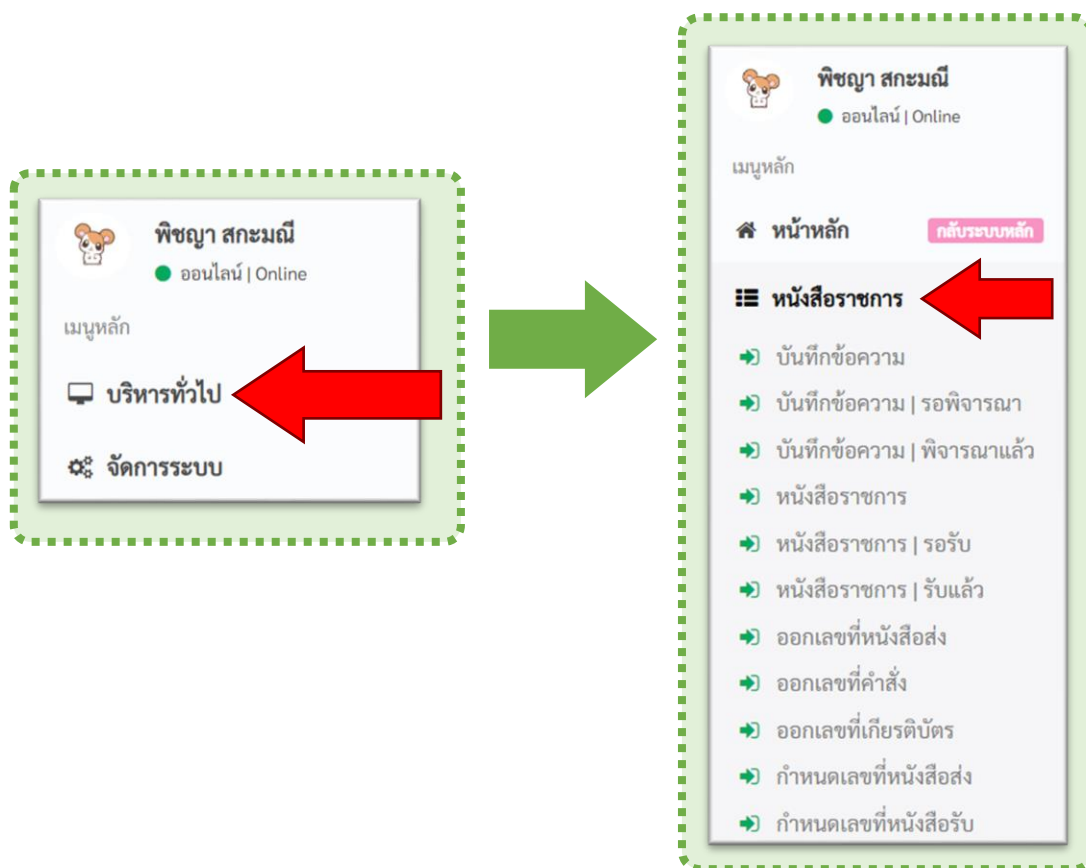 พิชญา สกะมณี
ออนไลน์ | Online
เมนูหลัก
บริหารทั่วไป
จัดการระบบ
พิชญา สกะมณี
ออนไลน์ | Online
เมนูหลัก
หน้าหลัก กลับระบบหลัก
หนังสือราชการ
บันทึกข้อความ
บันทึกข้อความ | รอพิจารณา
บันทึกข้อความ | พิจารณาแล้ว
หนังสือราชการ
หนังสือราชการ | รอรับ
หนังสือราชการ | รับแล้ว
ออกเลขที่หนังสือส่ง
ออกเลขที่คำสั่ง
ออกเลขที่เกียรติบัตร
กำหนดเลขที่หนังสือส่ง
กำหนดเลขที่หนังสือรับ